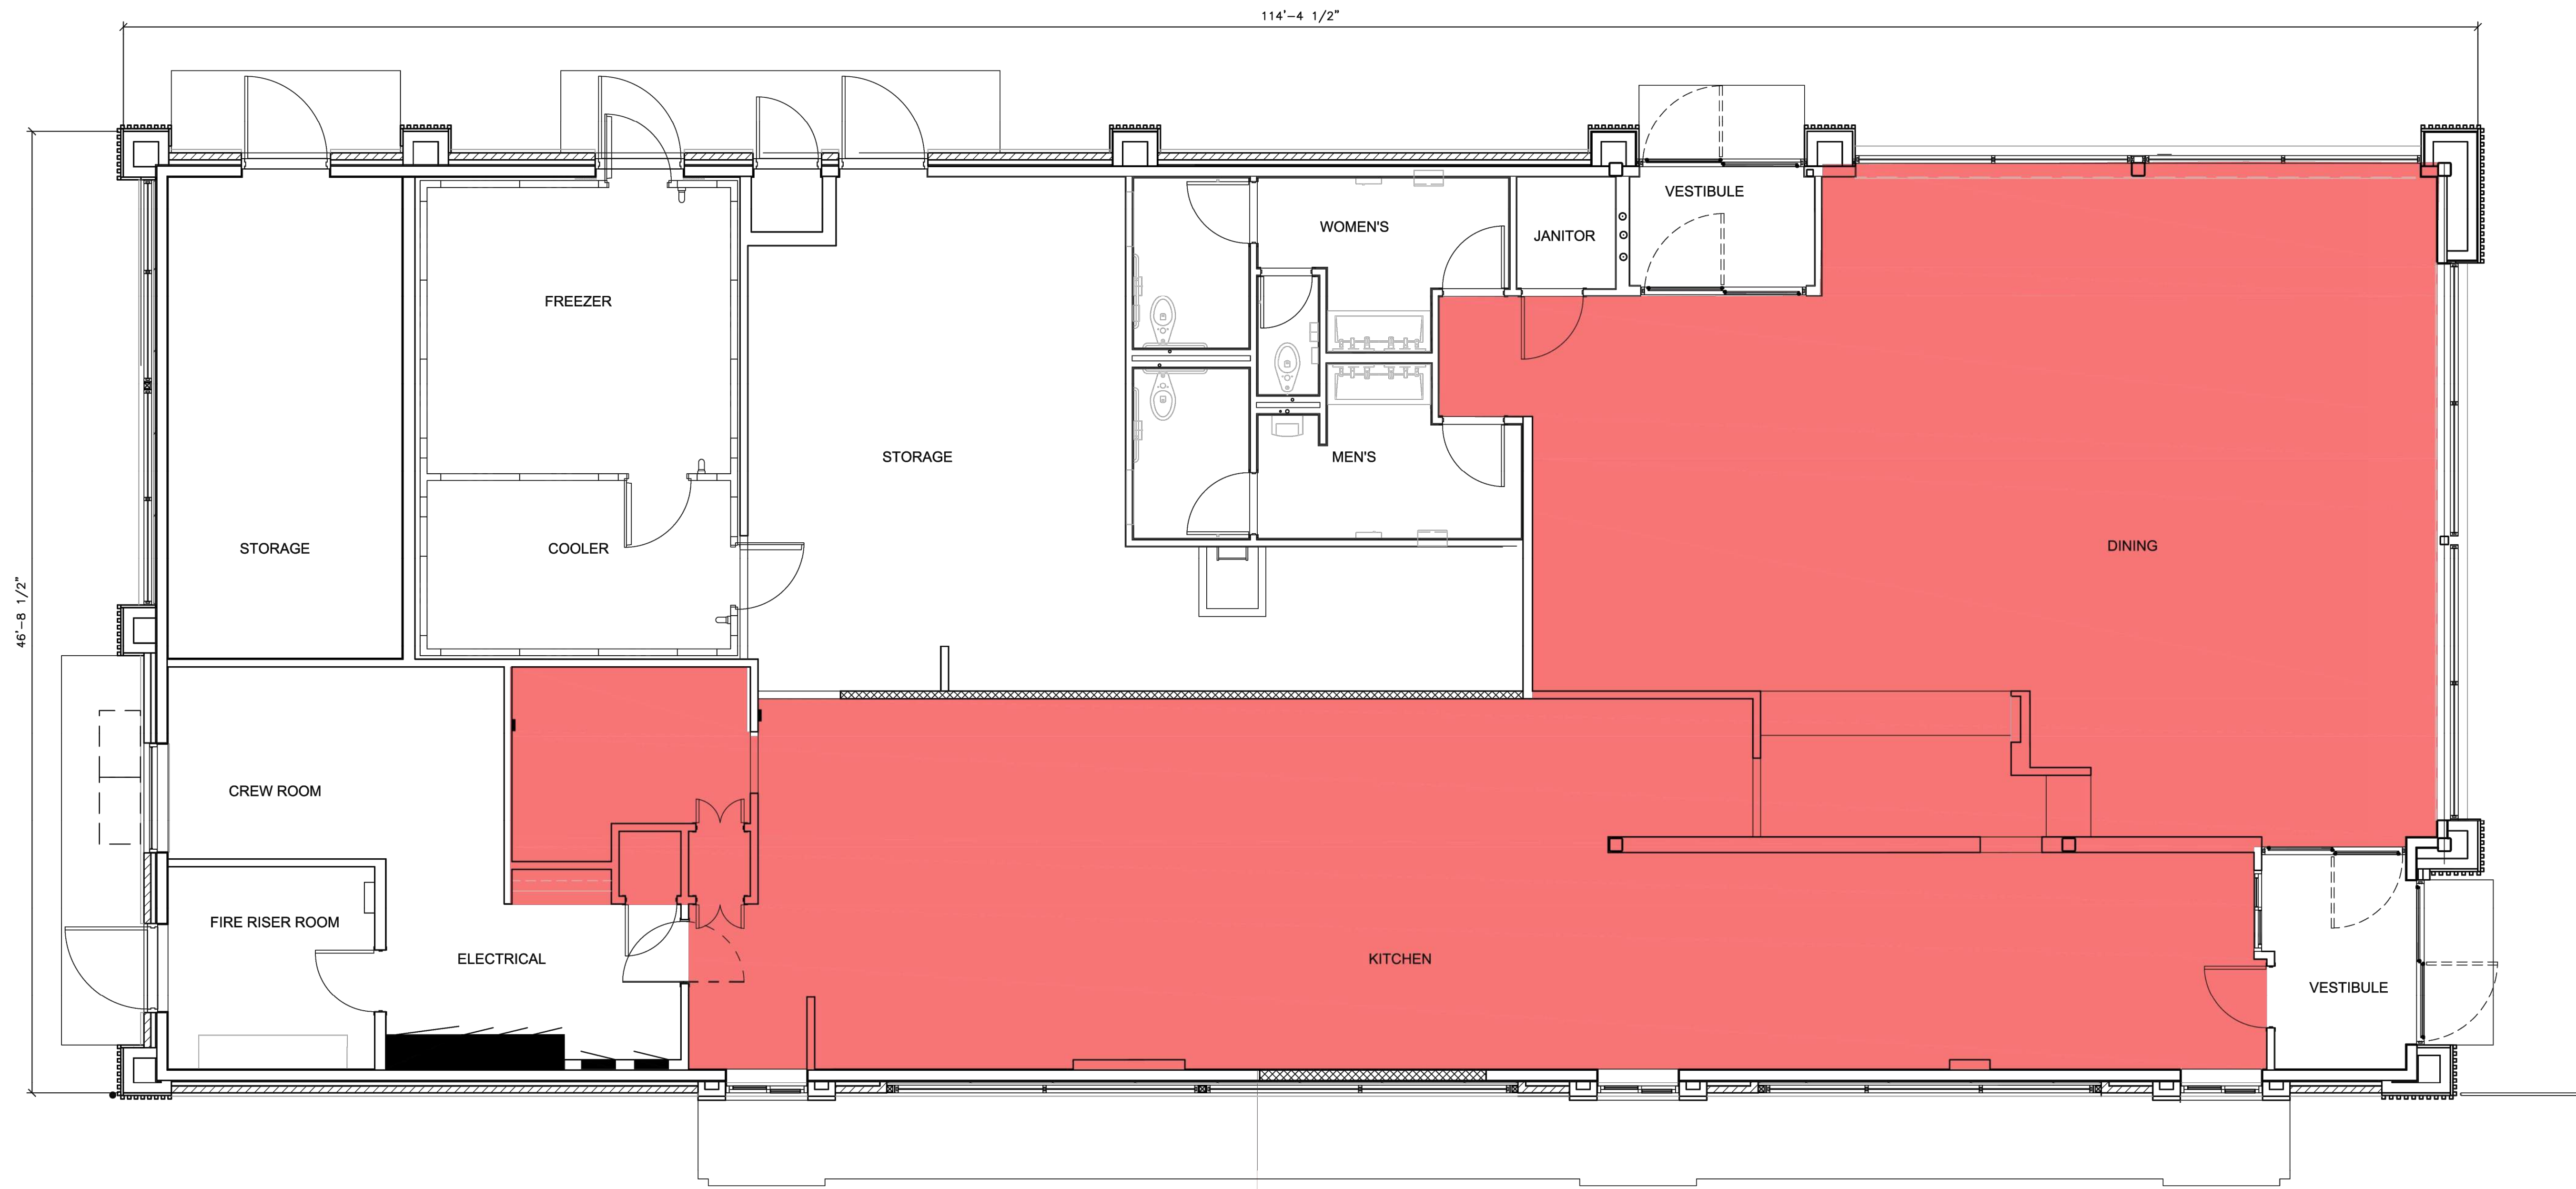 114'-4 1/2"
VESTIBULE
WOMEN'S
JANITOR
FREEZER
STORAGE
MEN'S
STORAGE
COOLER
DINING
46'-8 1/2"
CREW ROOM
FIRE RISER ROOM
ELECTRICAL
KITCHEN
VESTIBULE